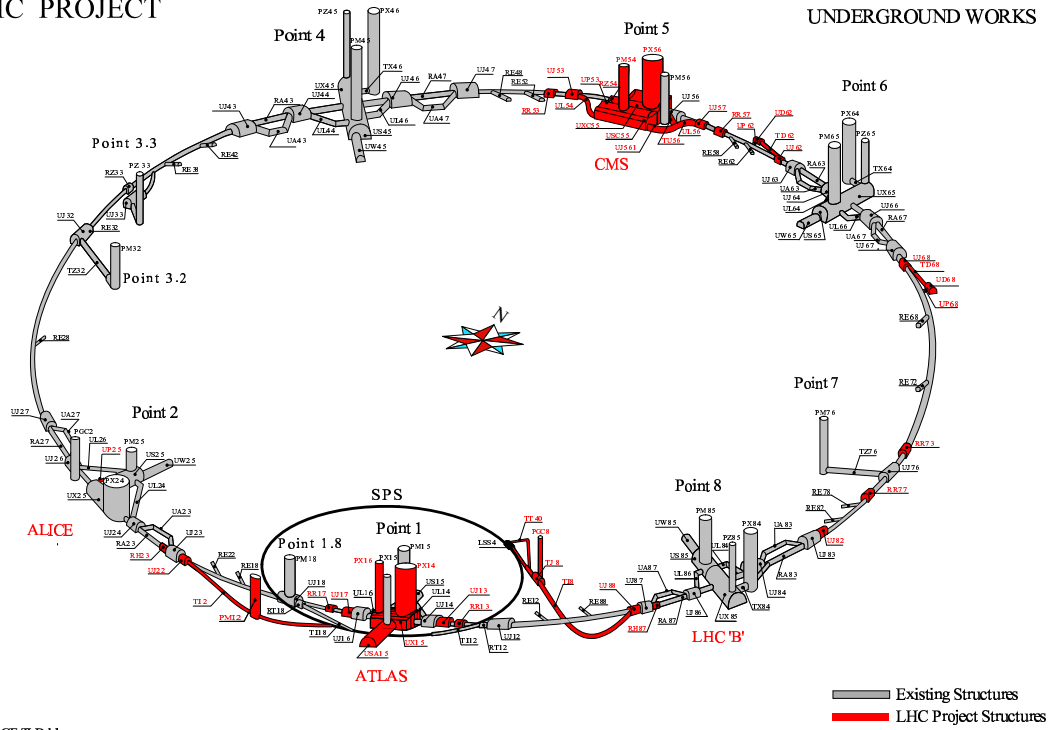 IC PROJECT
UNDERGROUND WORKS
PZ45
PX46
Point 4
PM45
TX46
UX45
UJ44
UJ46
RA47
UJ47
RE48
RE52
UJ43
RA43
UL44
UA43
UL46
UA47
US45
UW45
RE42
RE38
Point 5
PX56
PM54
UJ53
UP53
RZ54
PM56
RR53
UL54
UJ56
UXC55
USC55
UJ561
TU56
UL56
UJ57
RR57
CMS
RE58
RE62
UP62
UD62
TD62
UJ62
Point 6
PX64
PM65
PZ65
UJ63
RA63
TX64
UA63
UJ64
UL64
UX65
UW65
US65
UL66
UJ66
RA67
UA67
UJ67
UJ68
TD68
UD68
UP68
RE68
RE72
Point 3.3
PZ 33
RZ33
UJ33
UJ32
RE32
PM32
TZ32
Point 3.2
RE28
N
Point 7
PM76
TZ76
RR73
UJ76
RR77
RE78
RE82
UJ82
UJ27
UA27
PGC2
Point 2
RA27
UL26
PM25
UP25
US25
UW25
UJ26
PX24
UL24
UX25
ALICE
UA23
UJ24
RA23
UJ23
RH23
UJ22
RE22
RE18
TI2
PMI2
SPS
Point 1
Point 1.8
PM18
PM15
PX16
PX15
PX14
UJ18
RR17
UJ17
UL16
US15
UL14
UJ14
UJ13
RR13
RT18
TI18
UJ16
USA15
UX15
ATLAS
TI12
RT12
UJ12
LSS4
TT40
PGC8
TJ8
TI8
RE12
RE88
Point 8
PM85
UW85
PX84
PZ85
UA83
UL84
US85
UJ83
RA83
UJ84
TX84
UX85
UL86
UJ86
UA87
UJ87
UJ88
RH87
RA87
LHC 'B'
Existing Structures
LHC Project Structures